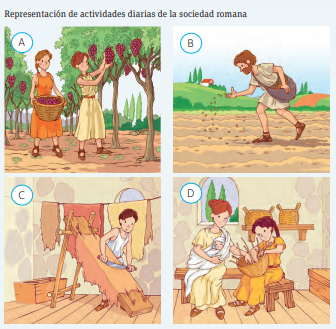 Representación de actividades diarias de la sociedad romana
A
B
C
D